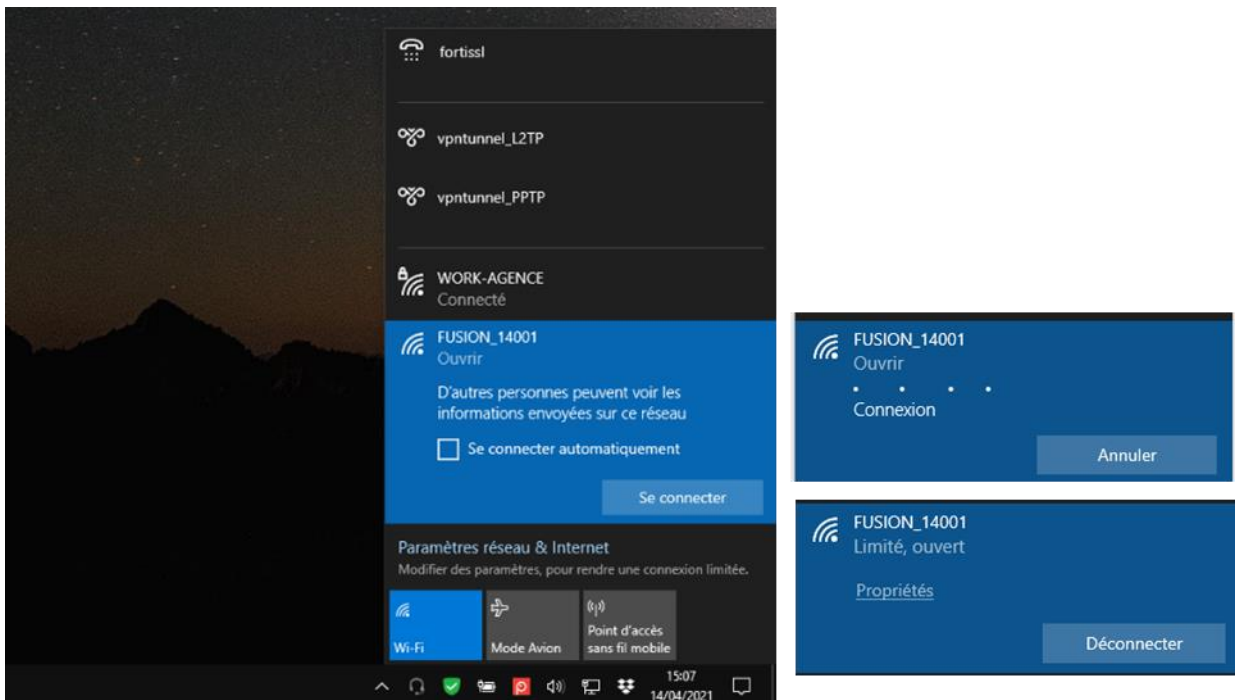 fortissl
vpntunnel_L2TP
vpntunnel_PPTP
WORK-AGENCE
Connecté
FUSION_14001
Ouvrir
D'autres personnes peuvent voir les
informations envoyées sur ce réseau
Se connecter automatiquement
Se connecter
Paramètres réseau & Internet
Modifier des paramètres, pour rendre une connexion limitée.
Wi-Fi
Mode Avion
Point d'accès
sans fil mobile
15:07
14/04/2021
FUSION_14001
Ouvrir
Connexion
Annuler
FUSION_14001
Limité, ouvert
Propriétés
Déconnecter